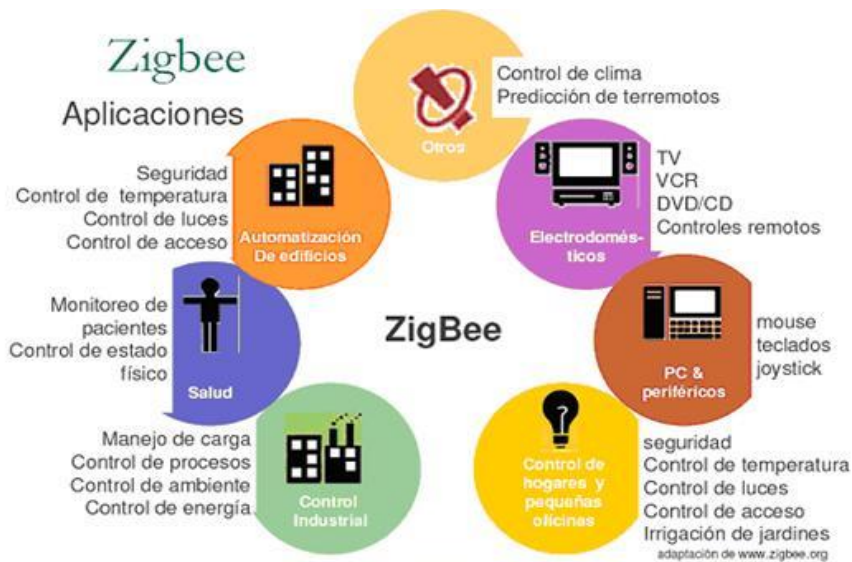 Zigbee
Aplicaciones
Otros
Control de clima
Predicción de terremotos
Electrodomés-
ticos
TV
VCR
DVD/CD
Controles remotos
PC &
periféricos
mouse
teclados
joystick
Control de
hogares y
pequeñas
oficinas
seguridad
Control de temperatura
Control de luces
Control de acceso
Irrigación de jardines
Control
Industrial
Manejo de carga
Control de procesos
Control de ambiente
Control de energía
Salud
Monitoreo de
pacientes
Control de estado
físico
Automatización
De edificios
Seguridad
Control de temperatura
Control de luces
Control de acceso
ZigBee
adaptación de www.zigbee.org